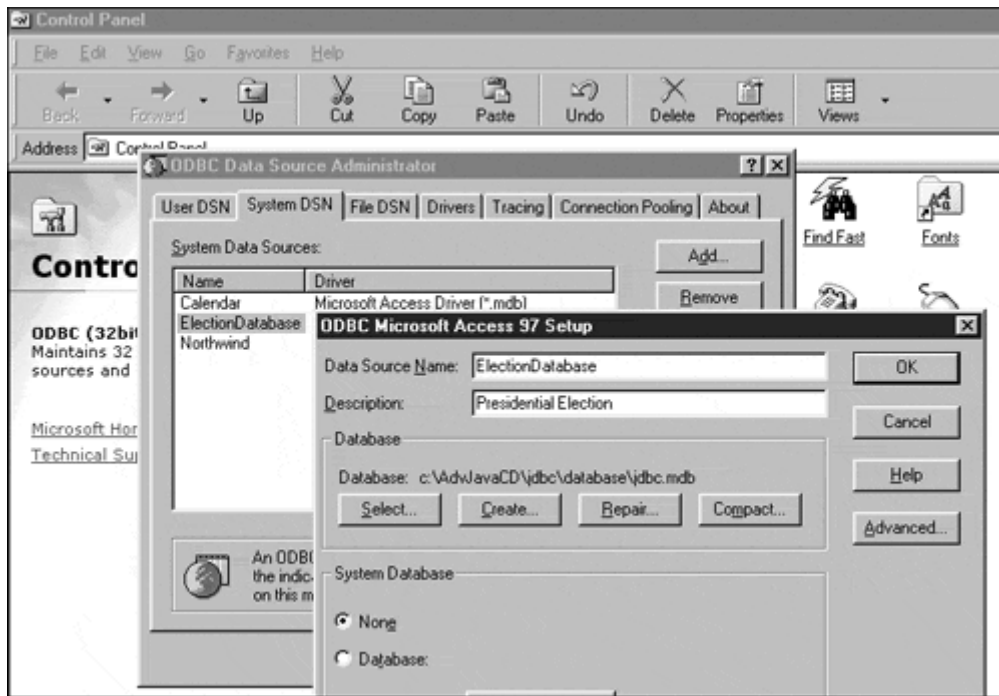 Control Panel
File Edit View Go Favorites Help
Back Forward Up Cut Copy Paste Undo Delete Properties Views
Address Control Panel
ODBC Data Source Administrator
User DSN System DSN File DSN Drivers Tracing Connection Pooling About
System Data Sources:
Add...
Name Driver
Remove
Calendar Microsoft Access Driver (*.mdb)
ElectionDatabase
Northwind
Find Fast Fonts
Contro
ODBC (32bit
Maintains 32
sources and
Microsoft Hor
Technical Su
An ODBC
the indic
on this m
ODBC Microsoft Access 97 Setup
Data Source Name: ElectionDatabase
OK
Description: Presidential Election
Cancel
Database
Database: c:\AdvJavaCD\jdbc\database\jdbc.mdb
Help
Select... Create... Repair... Compact...
Advanced...
System Database
None
Database: